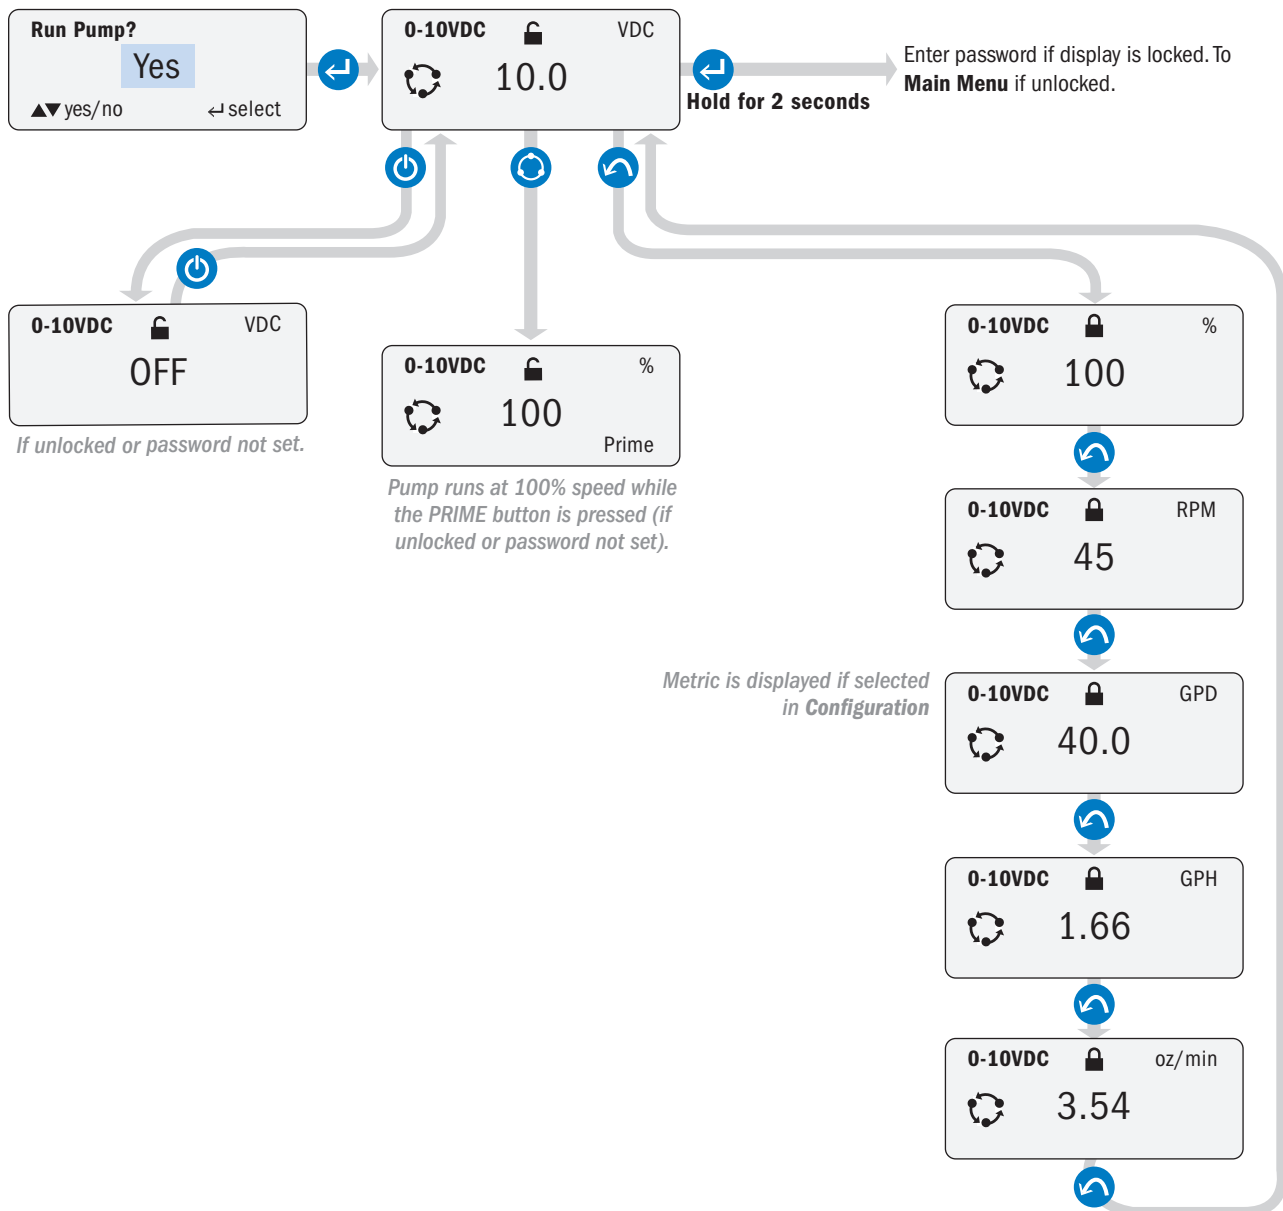 Run Pump?
Yes
▲▼ yes/no ↵ select
0-10VDC VDC
10.0
Hold for 2 seconds
Enter password if display is locked. To
Main Menu if unlocked.
0-10VDC VDC
OFF
If unlocked or password not set.
0-10VDC %
100
Prime
Pump runs at 100% speed while
the PRIME button is pressed (if
unlocked or password not set).
0-10VDC %
100
0-10VDC RPM
45
Metric is displayed if selected
in Configuration
0-10VDC GPD
40.0
0-10VDC GPH
1.66
0-10VDC oz/min
3.54